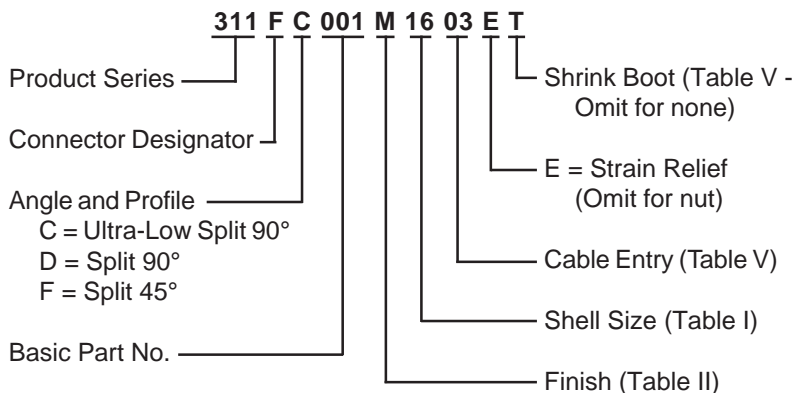 311 F C 001 M 16 03 E T
Product Series
Connector Designator
Angle and Profile
C = Ultra-Low Split 90°
D = Split 90°
F = Split 45°
Basic Part No.
Shrink Boot (Table V -
Omit for none)
E = Strain Relief
(Omit for nut)
Cable Entry (Table V)
Shell Size (Table I)
Finish (Table II)